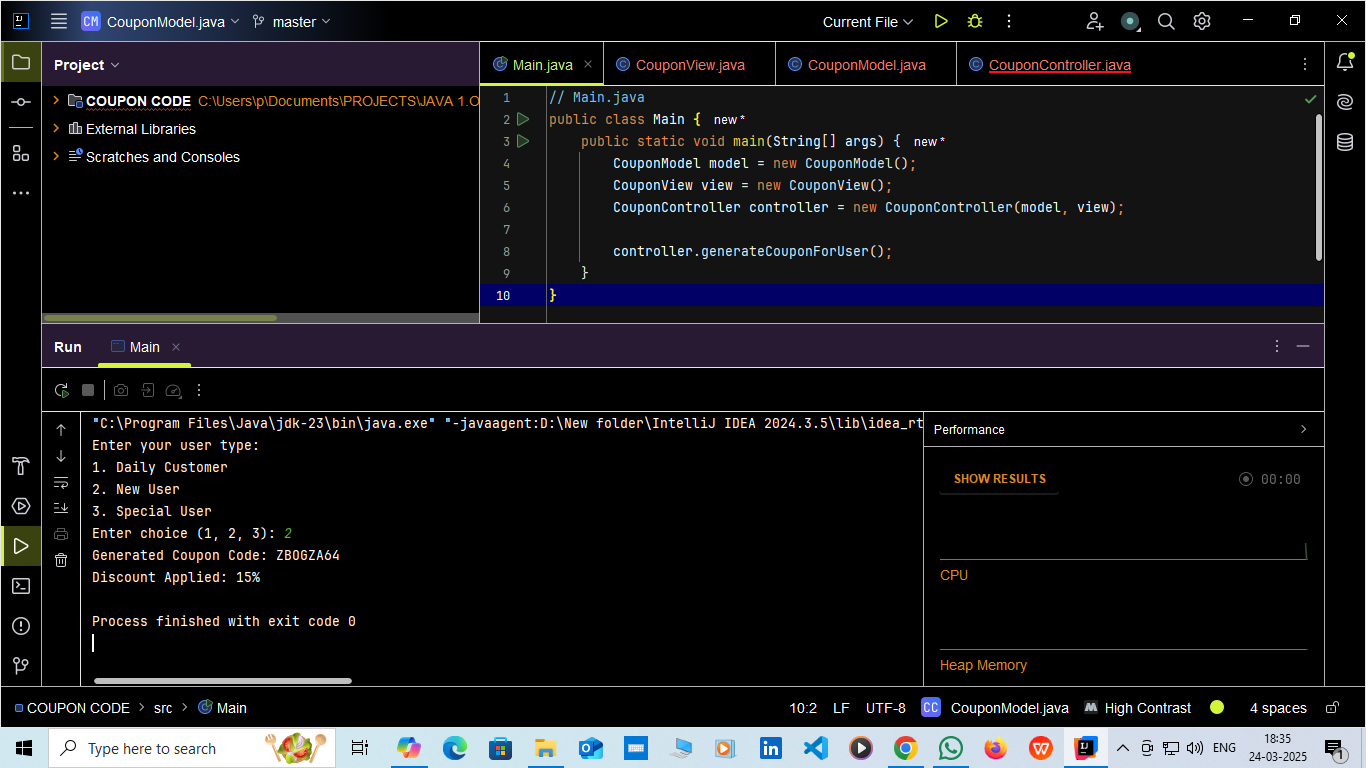 CM CouponModel.java master Current File
Project
Main.java CouponView.java CouponModel.java CouponController.java
COUPON CODE C:\Users\p\Documents\PROJECTS\JAVA 1.O
External Libraries
Scratches and Consoles
1 // Main.java
2 public class Main { new *
3 public static void main(String[] args) { new *
4 CouponModel model = new CouponModel();
5 CouponView view = new CouponView();
6 CouponController controller = new CouponController(model, view);
7
8 controller.generateCouponForUser();
9 }
10 }
Run Main
"C:\Program Files\Java\jdk-23\bin\java.exe" "-javaagent:D:\New folder\IntelliJ IDEA 2024.3.5\lib\idea_rt
Enter your user type:
1. Daily Customer
2. New User
3. Special User
Enter choice (1, 2, 3): 2
Generated Coupon Code: ZBOGZA64
Discount Applied: 15%
Process finished with exit code 0
Performance
SHOW RESULTS 00:00
CPU
Heap Memory
COUPON CODE > src > Main 10:2 LF UTF-8 CC CouponModel.java High Contrast 4 spaces
Type here to search ENG 18:35
24-03-2025 1